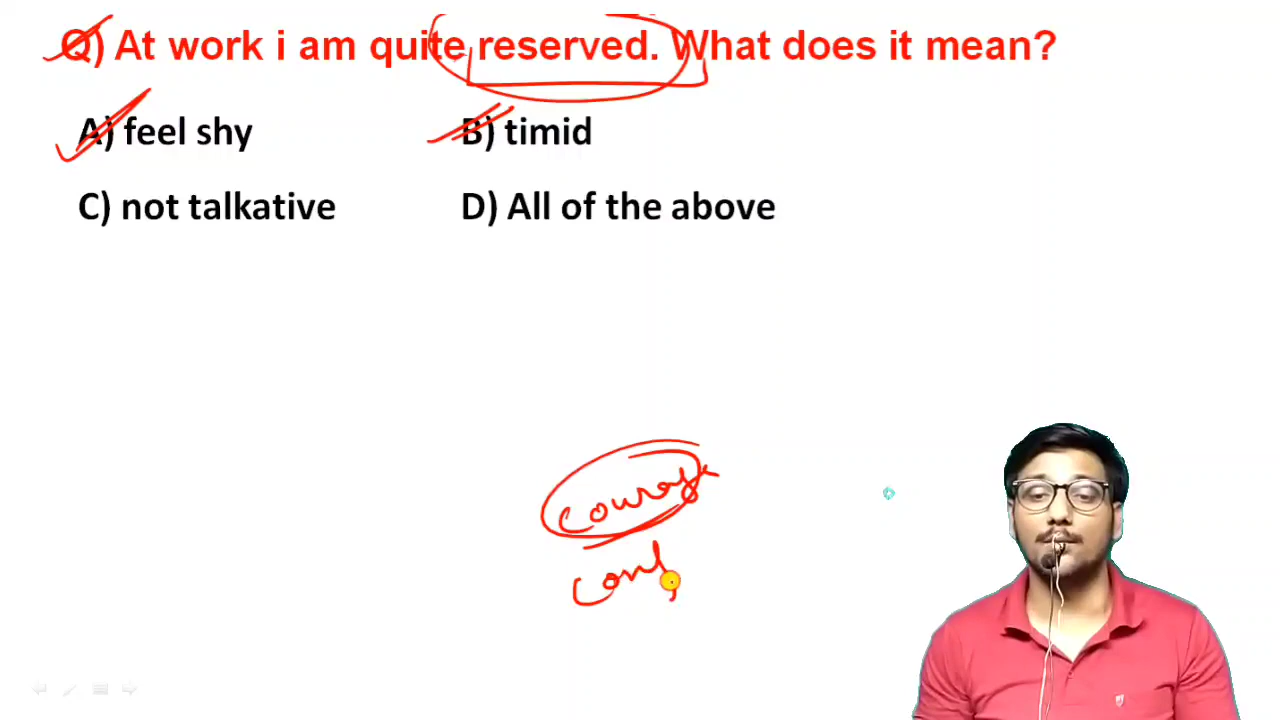 Q) At work i am quite reserved. What does it mean?
A) feel shy B) timid
C) not talkative D) All of the above
courage
conf